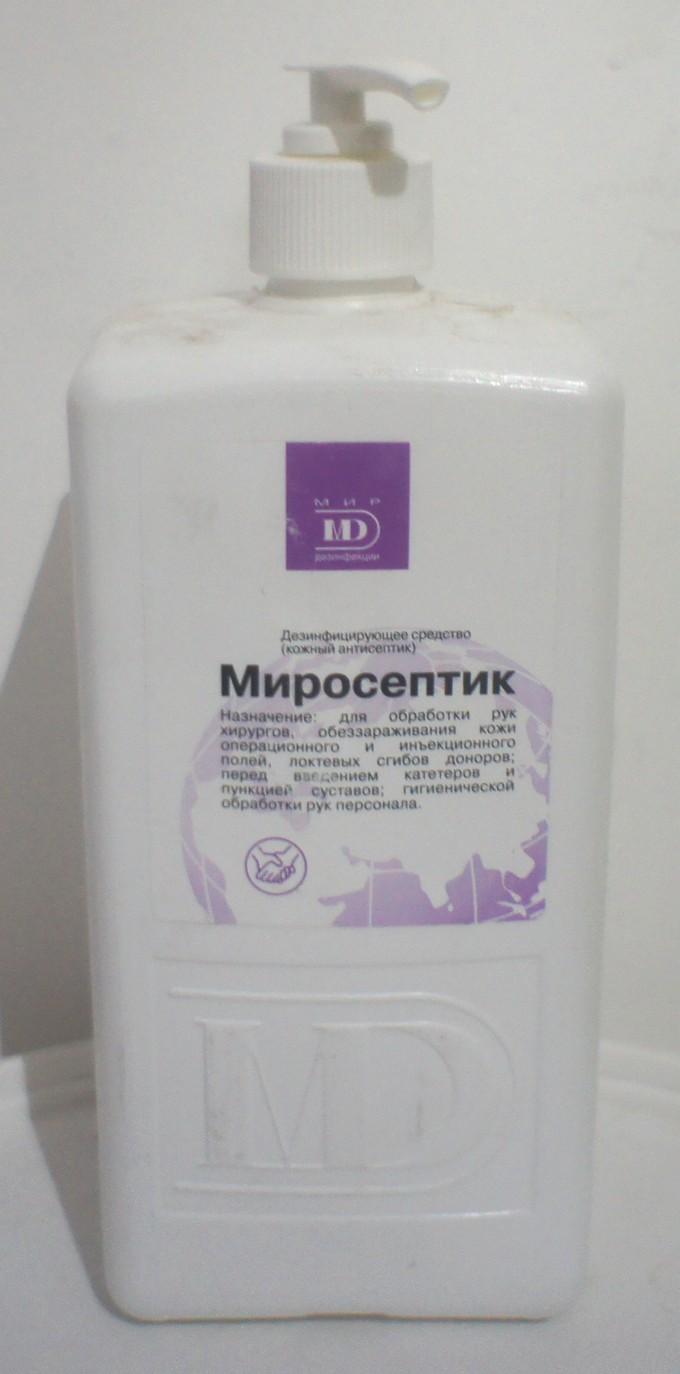 МИР
MD
дезинфекции
Дезинфицирующее средство
(кожный антисептик)
Миросептик
Назначение: для обработки рук
хирургов, обеззараживания кожи
операционного и инъекционного
полей, локтевых сгибов доноров;
перед введением катетеров и
пункцией суставов; гигиенической
обработки рук персонала.
MD